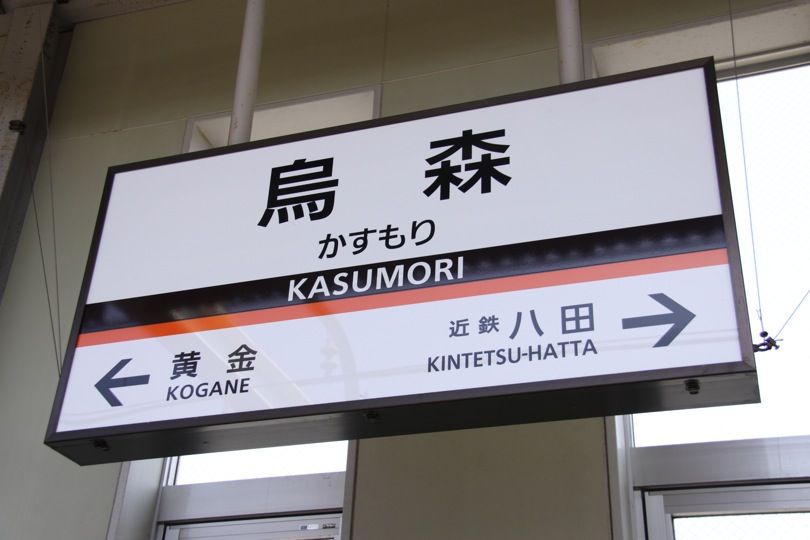 烏森
かすもり
KASUMORI
← 黄金
KOGANE
近鉄八田 →
KINTETSU-HATTA